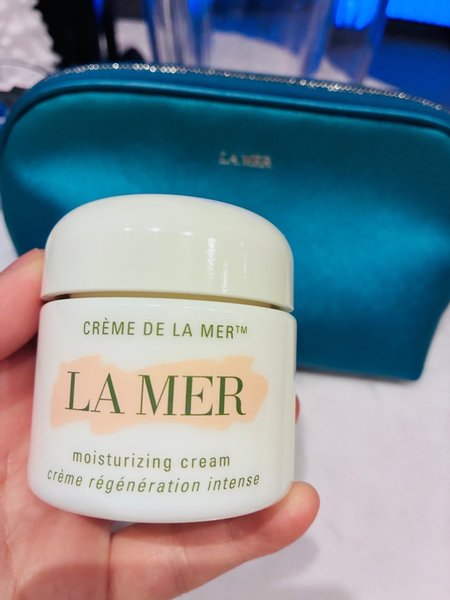 LA MER
CRÈME DE LA MER™
LA MER
moisturizing cream
crème régénération intense